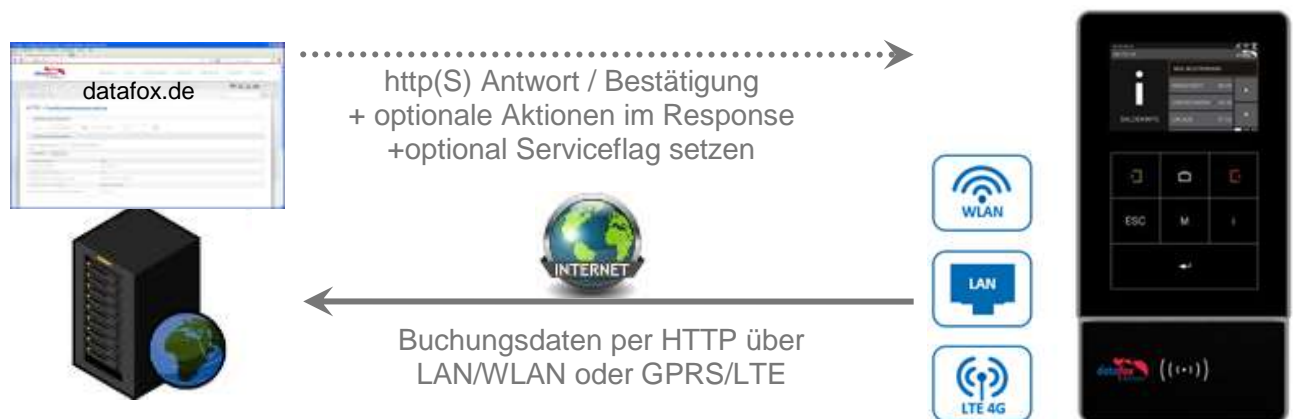 datafox.de
http(S) Antwort / Bestätigung
+ optionale Aktionen im Response
+optional Serviceflag setzen
WLAN
INTERNET
LAN
Buchungsdaten per HTTP über
LAN/WLAN oder GPRS/LTE
LTE 4G
ESC
M
i
datafox